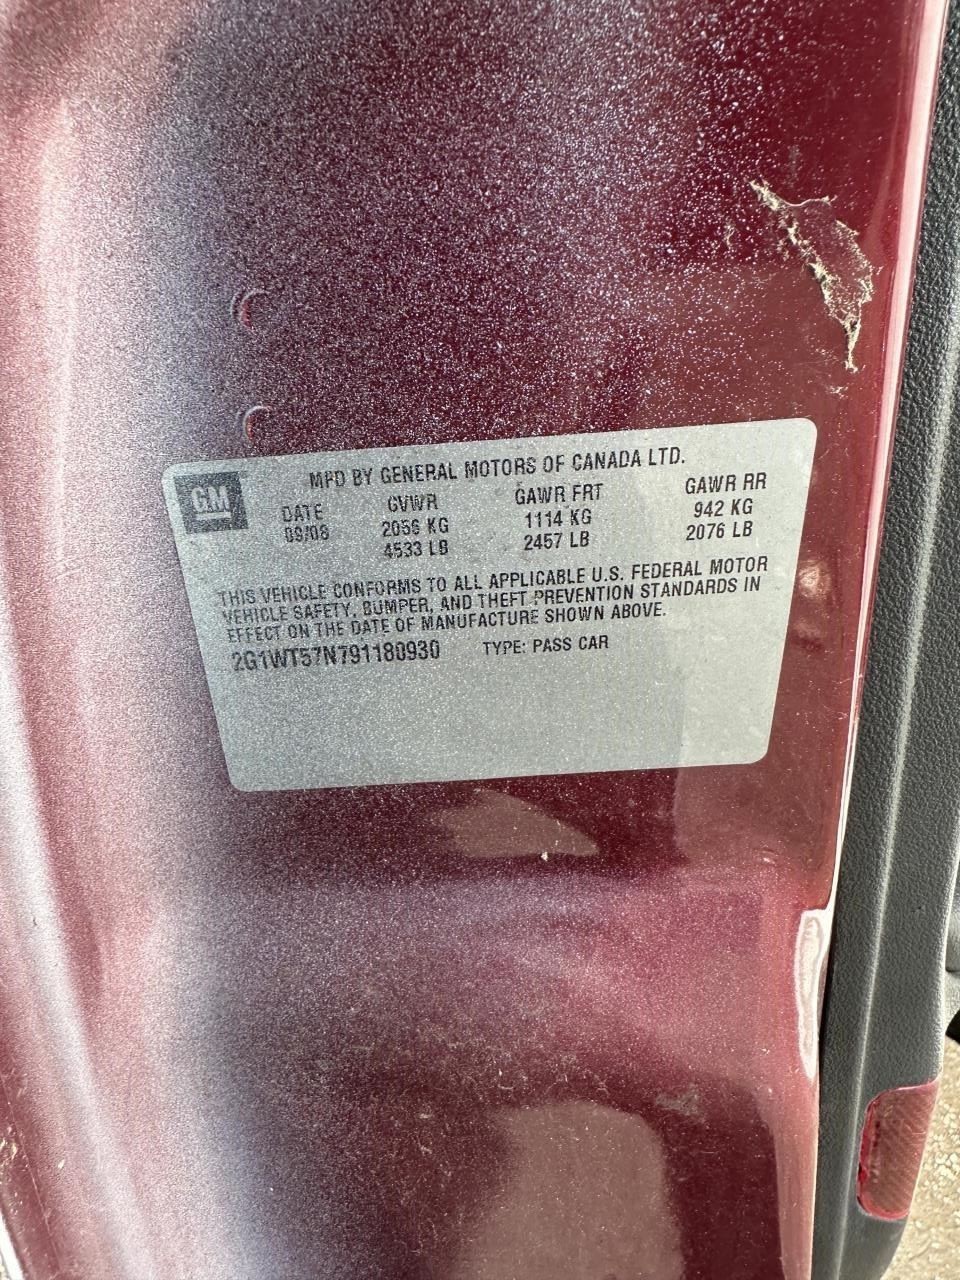 GM
MFD BY GENERAL MOTORS OF CANADA LTD.
DATE GVWR GAWR FRT GAWR RR
09/08 2056 KG 1114 KG 942 KG
4533 LB 2457 LB 2076 LB
THIS VEHICLE CONFORMS TO ALL APPLICABLE U.S. FEDERAL MOTOR
VEHICLE SAFETY, BUMPER, AND THEFT PREVENTION STANDARDS IN
EFFECT ON THE DATE OF MANUFACTURE SHOWN ABOVE.
2G1WT57N791180930 TYPE: PASS CAR